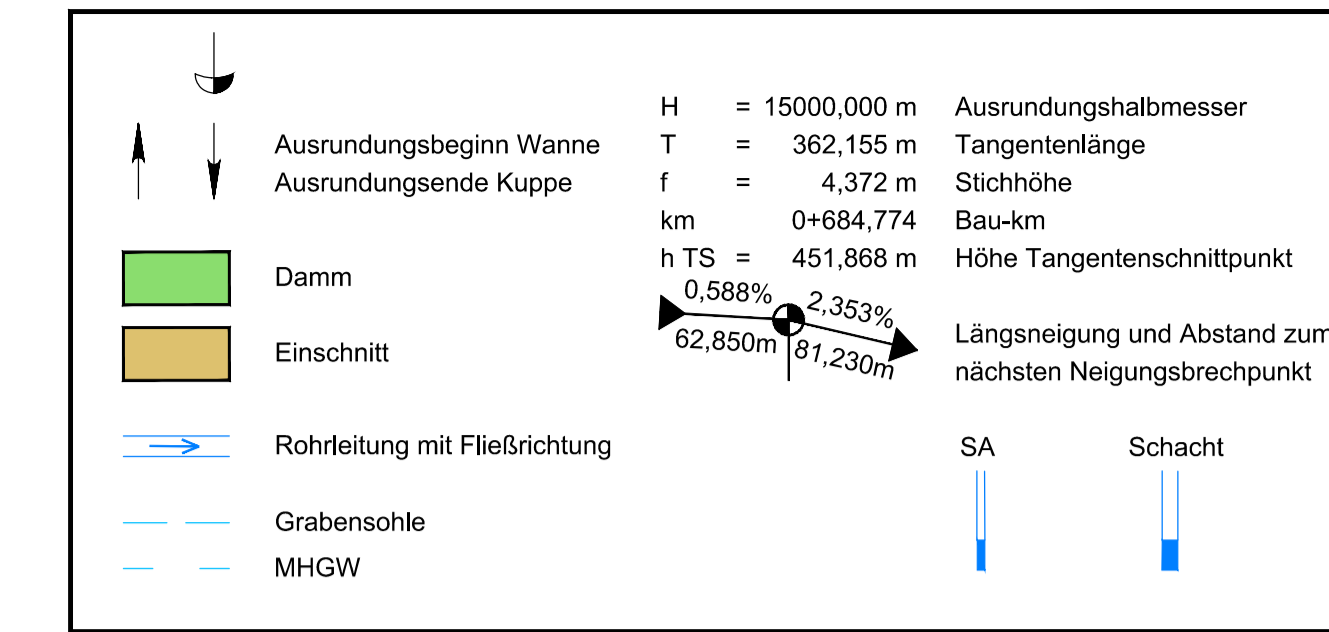 Ausrundungsbeginn Wanne
Ausrundungsende Kuppe
Damm
Einschnitt
Rohrleitung mit Fließrichtung
Grabensohle
MHGW
H = 15000,000 m Ausrundungshalbmesser
T = 362,155 m Tangentenlänge
f = 4,372 m Stichhöhe
km 0+684,774 Bau-km
h TS = 451,868 m Höhe Tangentenschnittpunkt
0,588% 2,353%
62,850m 81,230m
Längsneigung und Abstand zum
nächsten Neigungsbrechpunkt
SA Schacht